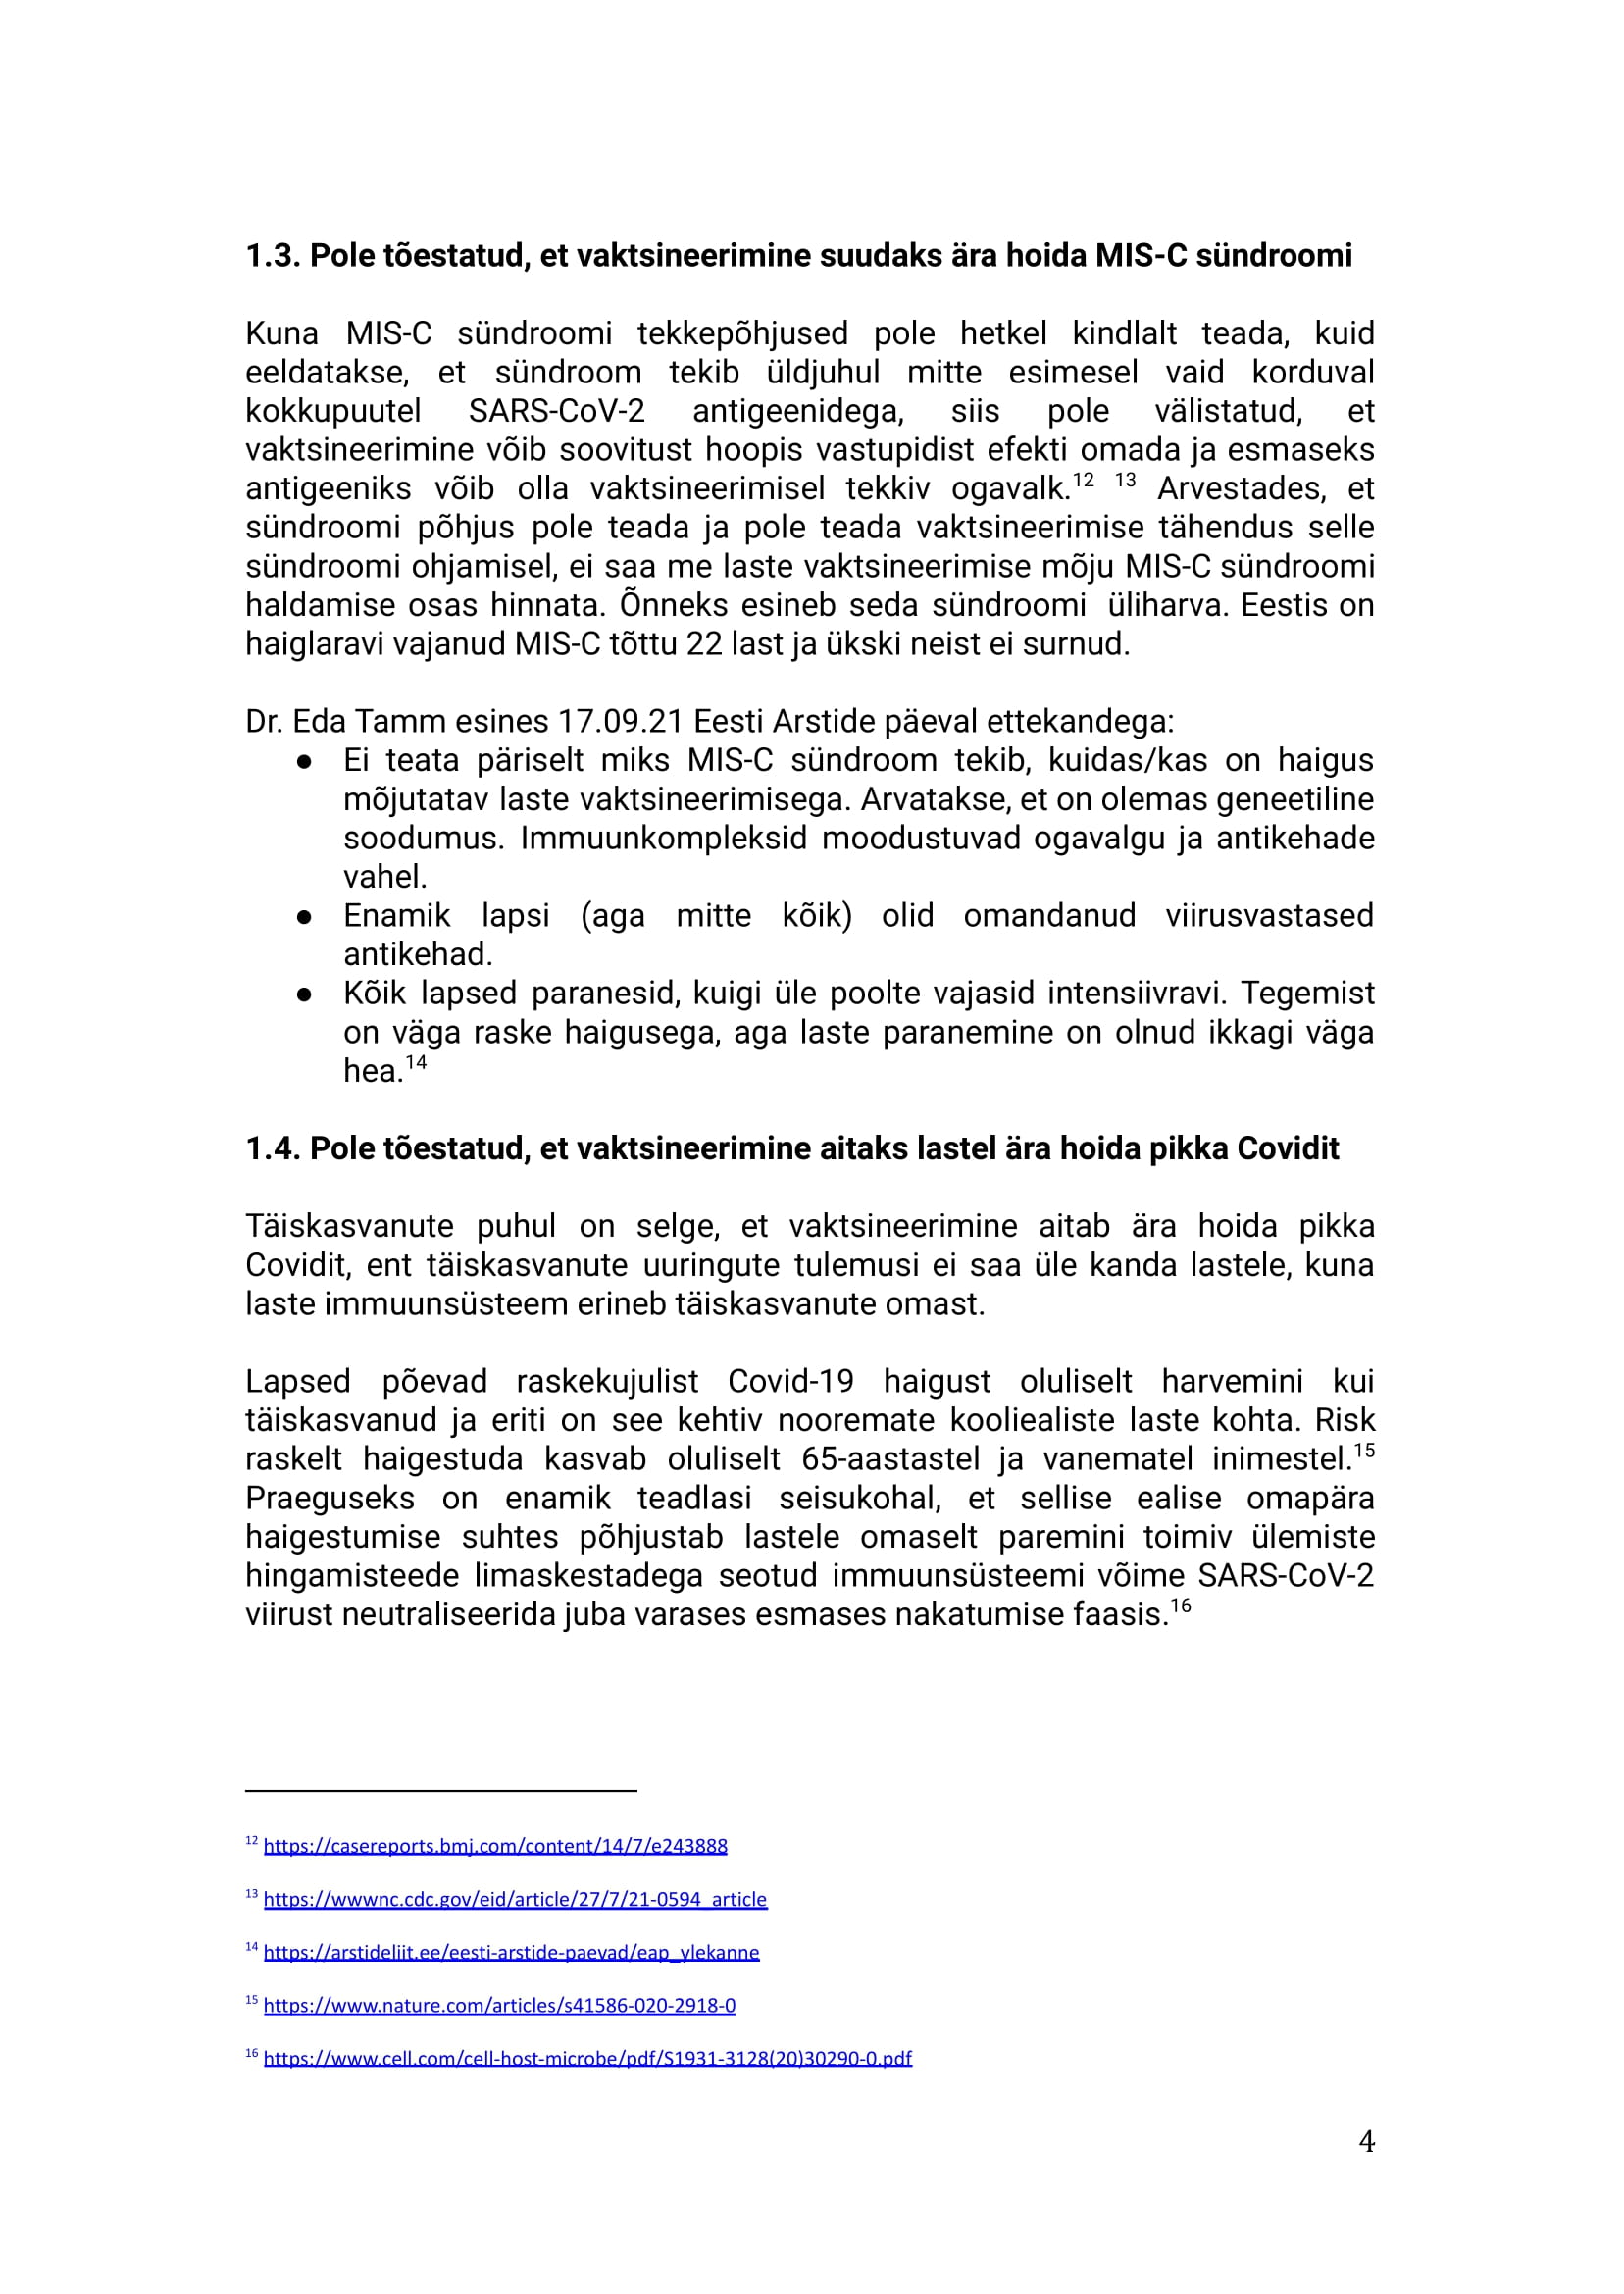 1.3. Pole tõestatud, et vaktsineerimine suudaks ära hoida MIS-C sündroomi
Kuna MIS-C sündroomi tekkepõhjused pole hetkel kindlalt teada, kuid
eeldatakse, et sündroom tekib üldjuhul mitte esimesel vaid korduval
kokkupuutel SARS-CoV-2 antigeenidega, siis pole välistatud, et
vaktsineerimine võib soovitust hoopis vastupidist efekti omada ja esmaseks
antigeeniks võib olla vaktsineerimisel tekkiv ogavalk.12 13 Arvestades, et
sündroomi põhjus pole teada ja pole teada vaktsineerimise tähendus selle
sündroomi ohjamisel, ei saa me laste vaktsineerimise mõju MIS-C sündroomi
haldamise osas hinnata. Õnneks esineb seda sündroomi üliharva. Eestis on
haiglaravi vajanud MIS-C tõttu 22 last ja ükski neist ei surnud.
Dr. Eda Tamm esines 17.09.21 Eesti Arstide päeval ettekandega:
● Ei teata päriselt miks MIS-C sündroom tekib, kuidas/kas on haigus
mõjutatav laste vaktsineerimisega. Arvatakse, et on olemas geneetiline
soodumus. Immuunkompleksid moodustuvad ogavalgu ja antikehade
vahel.
● Enamik lapsi (aga mitte kõik) olid omandanud viirusvastased
antikehad.
● Kõik lapsed paranesid, kuigi üle poolte vajasid intensiivravi. Tegemist
on väga raske haigusega, aga laste paranemine on olnud ikkagi väga
hea.14
1.4. Pole tõestatud, et vaktsineerimine aitaks lastel ära hoida pikka Covidit
Täiskasvanute puhul on selge, et vaktsineerimine aitab ära hoida pikka
Covidit, ent täiskasvanute uuringute tulemusi ei saa üle kanda lastele, kuna
laste immuunsüsteem erineb täiskasvanute omast.
Lapsed põevad raskekujulist Covid-19 haigust oluliselt harvemini kui
täiskasvanud ja eriti on see kehtiv nooremate kooliealiste laste kohta. Risk
raskelt haigestuda kasvab oluliselt 65-aastastel ja vanematel inimestel.15
Praeguseks on enamik teadlasi seisukohal, et sellise ealise omapära
haigestumise suhtes põhjustab lastele omaselt paremini toimiv ülemiste
hingamisteede limaskestadega seotud immuunsüsteemi võime SARS-CoV-2
viirust neutraliseerida juba varases esmases nakatumise faasis.16
12 https://casereports.bmj.com/content/14/7/e243888
13 https://wwwnc.cdc.gov/eid/article/27/7/21-0594_article
14 https://arstideliit.ee/eesti-arstide-paevad/eap_ylekanne
15 https://www.nature.com/articles/s41586-020-2918-0
16 https://www.cell.com/cell-host-microbe/pdf/S1931-3128(20)30290-0.pdf
4